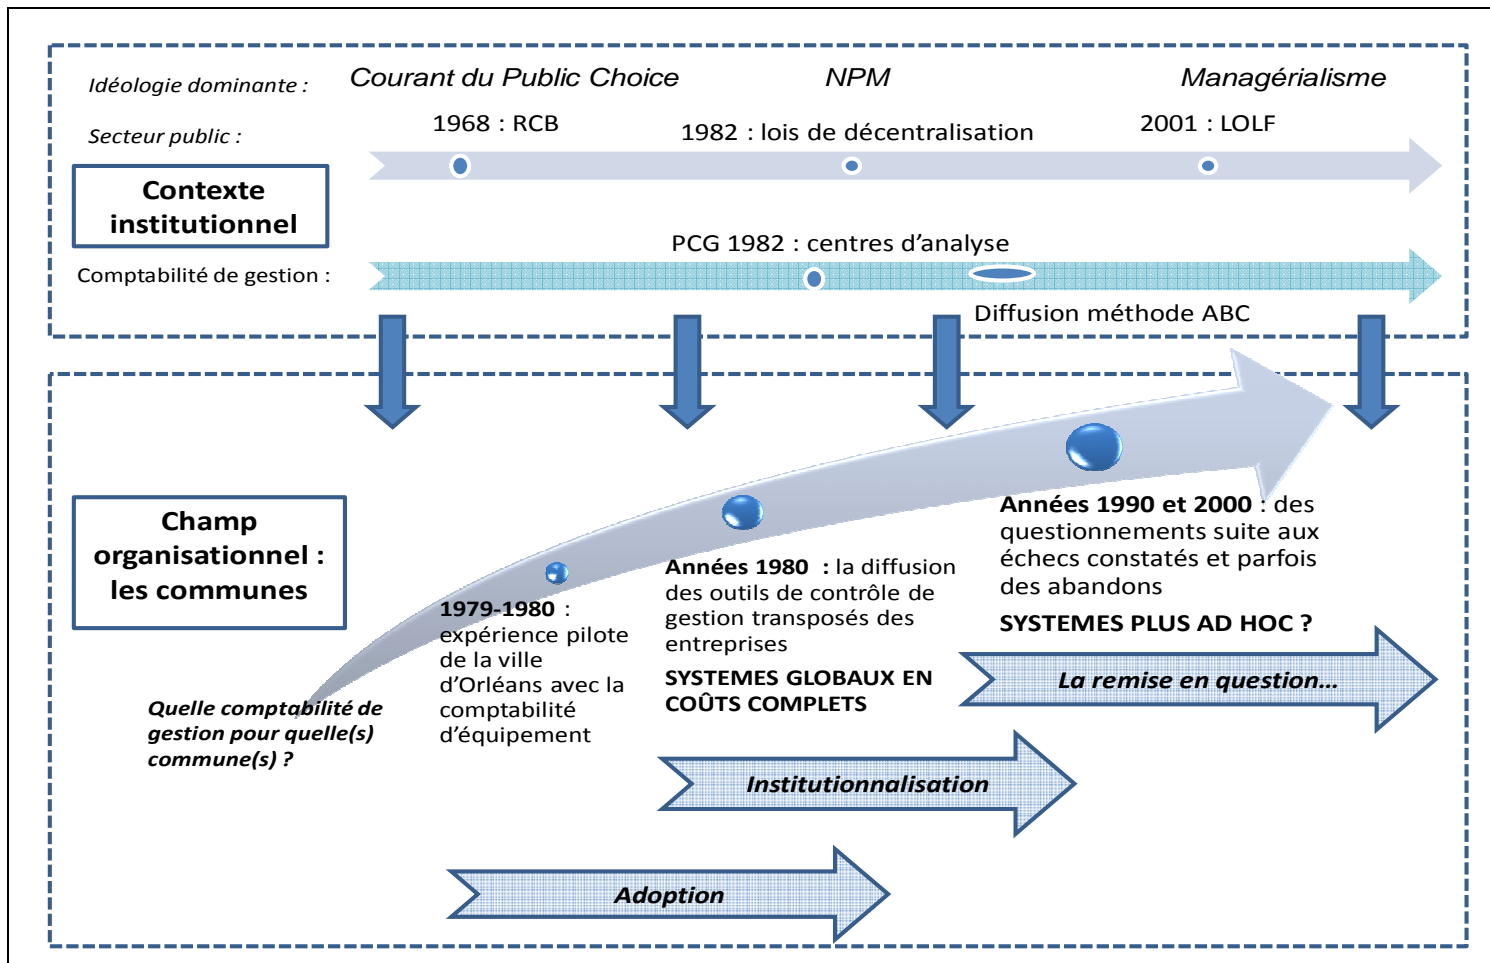 Idéologie dominante :
Courant du Public Choice
NPM
Managérialisme
Secteur public :
1968 : RCB
1982 : lois de décentralisation
2001 : LOLF
Contexte
institutionnel
PCG 1982 : centres d’analyse
Comptabilité de gestion :
Diffusion méthode ABC
Champ
organisationnel :
les communes
Quelle comptabilité de
gestion pour quelle(s)
commune(s) ?
1979-1980 :
expérience pilote
de la ville
d’Orléans avec la
comptabilité
d’équipement
Années 1980 : la diffusion
des outils de contrôle de
gestion transposés des
entreprises
SYSTEMES GLOBAUX EN
COÛTS COMPLETS
Années 1990 et 2000 : des
questionnements suite aux
échecs constatés et parfois
des abandons
SYSTEMES PLUS AD HOC ?
La remise en question…
Institutionnalisation
Adoption